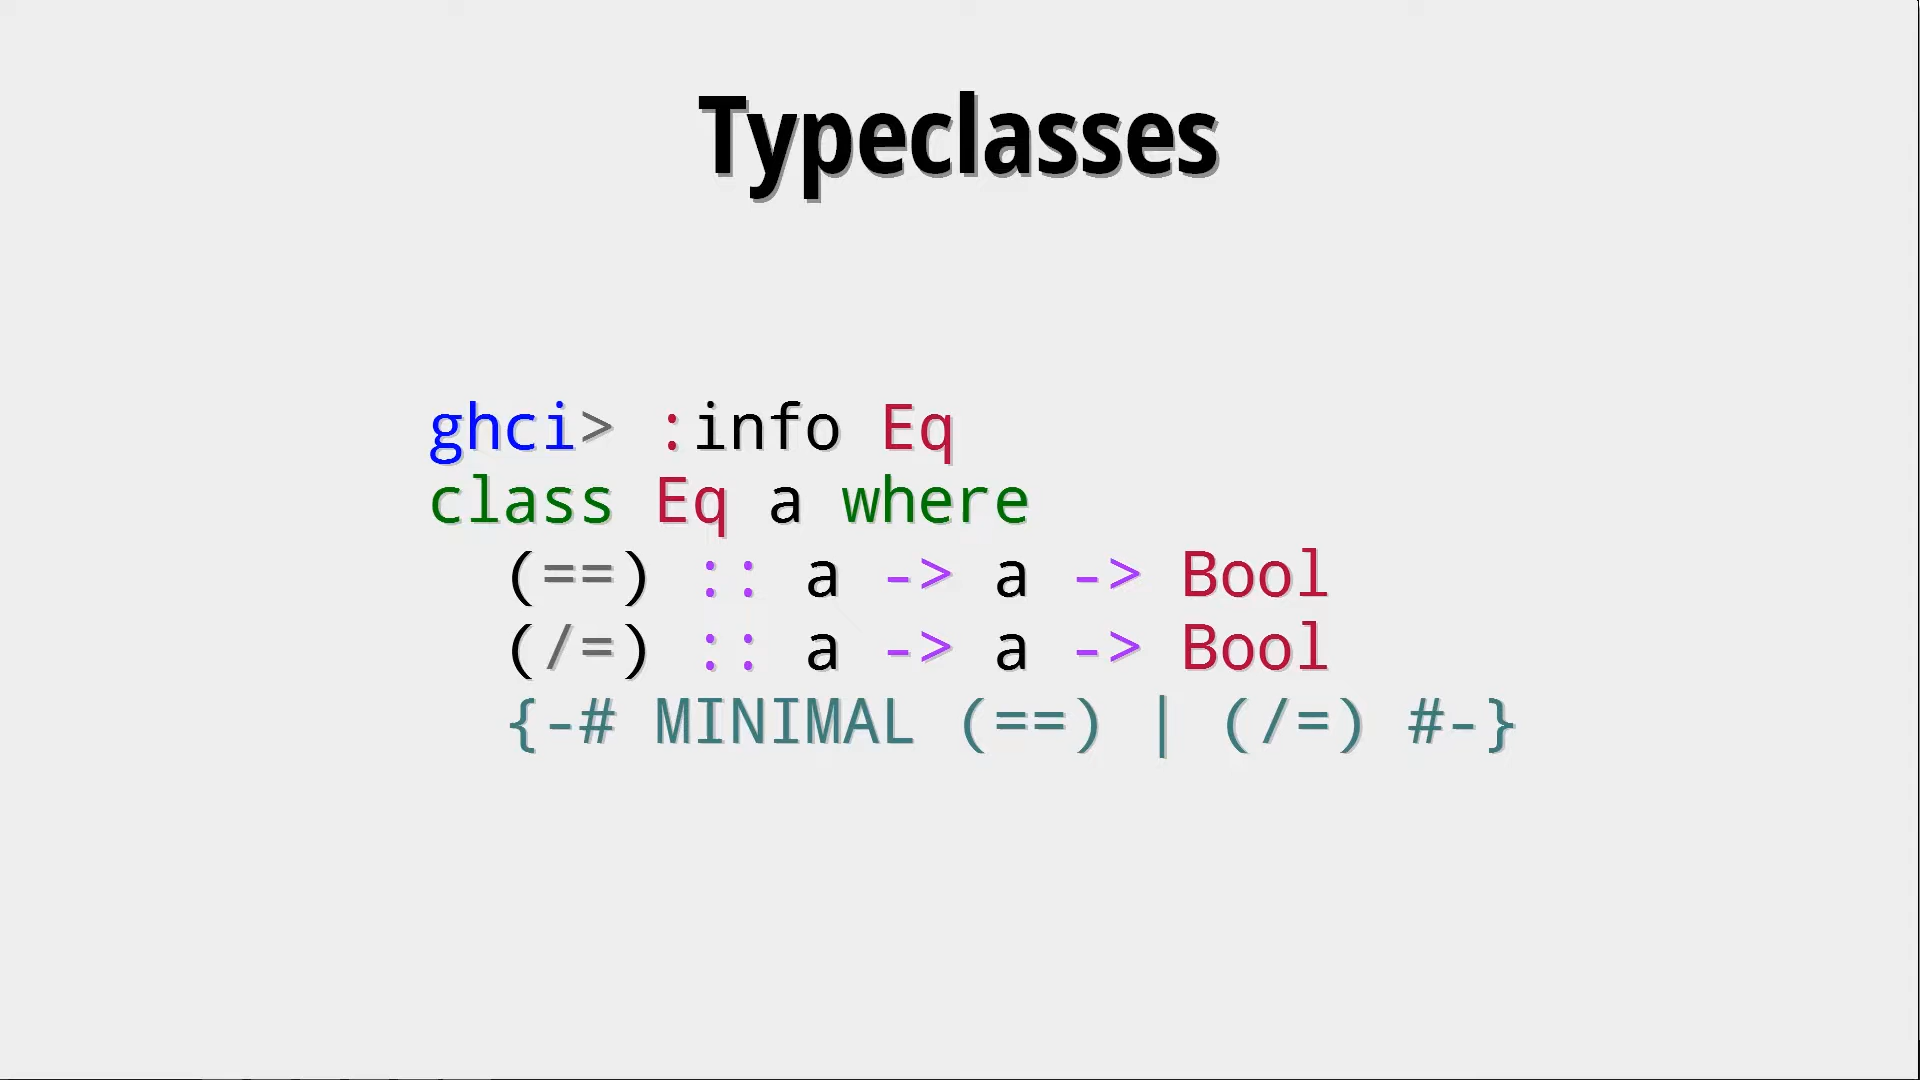 Typeclasses
ghci> :info Eq
class Eq a where
  (==) :: a -> a -> Bool
  (/=) :: a -> a -> Bool
  {-# MINIMAL (==) | (/=) #-}